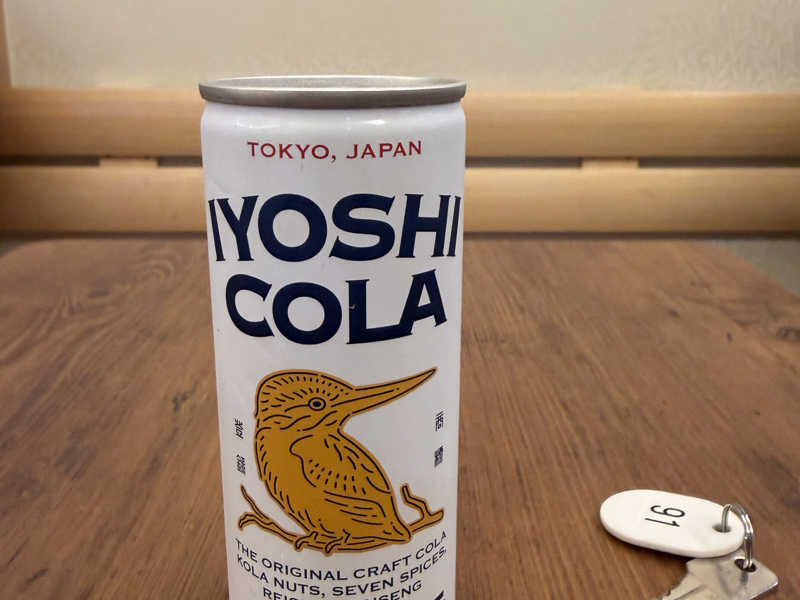 TOKYO, JAPAN
IYOSHI
COLA
THE ORIGINAL CRAFT COLA
KOLA NUTS, SEVEN SPICES,
91